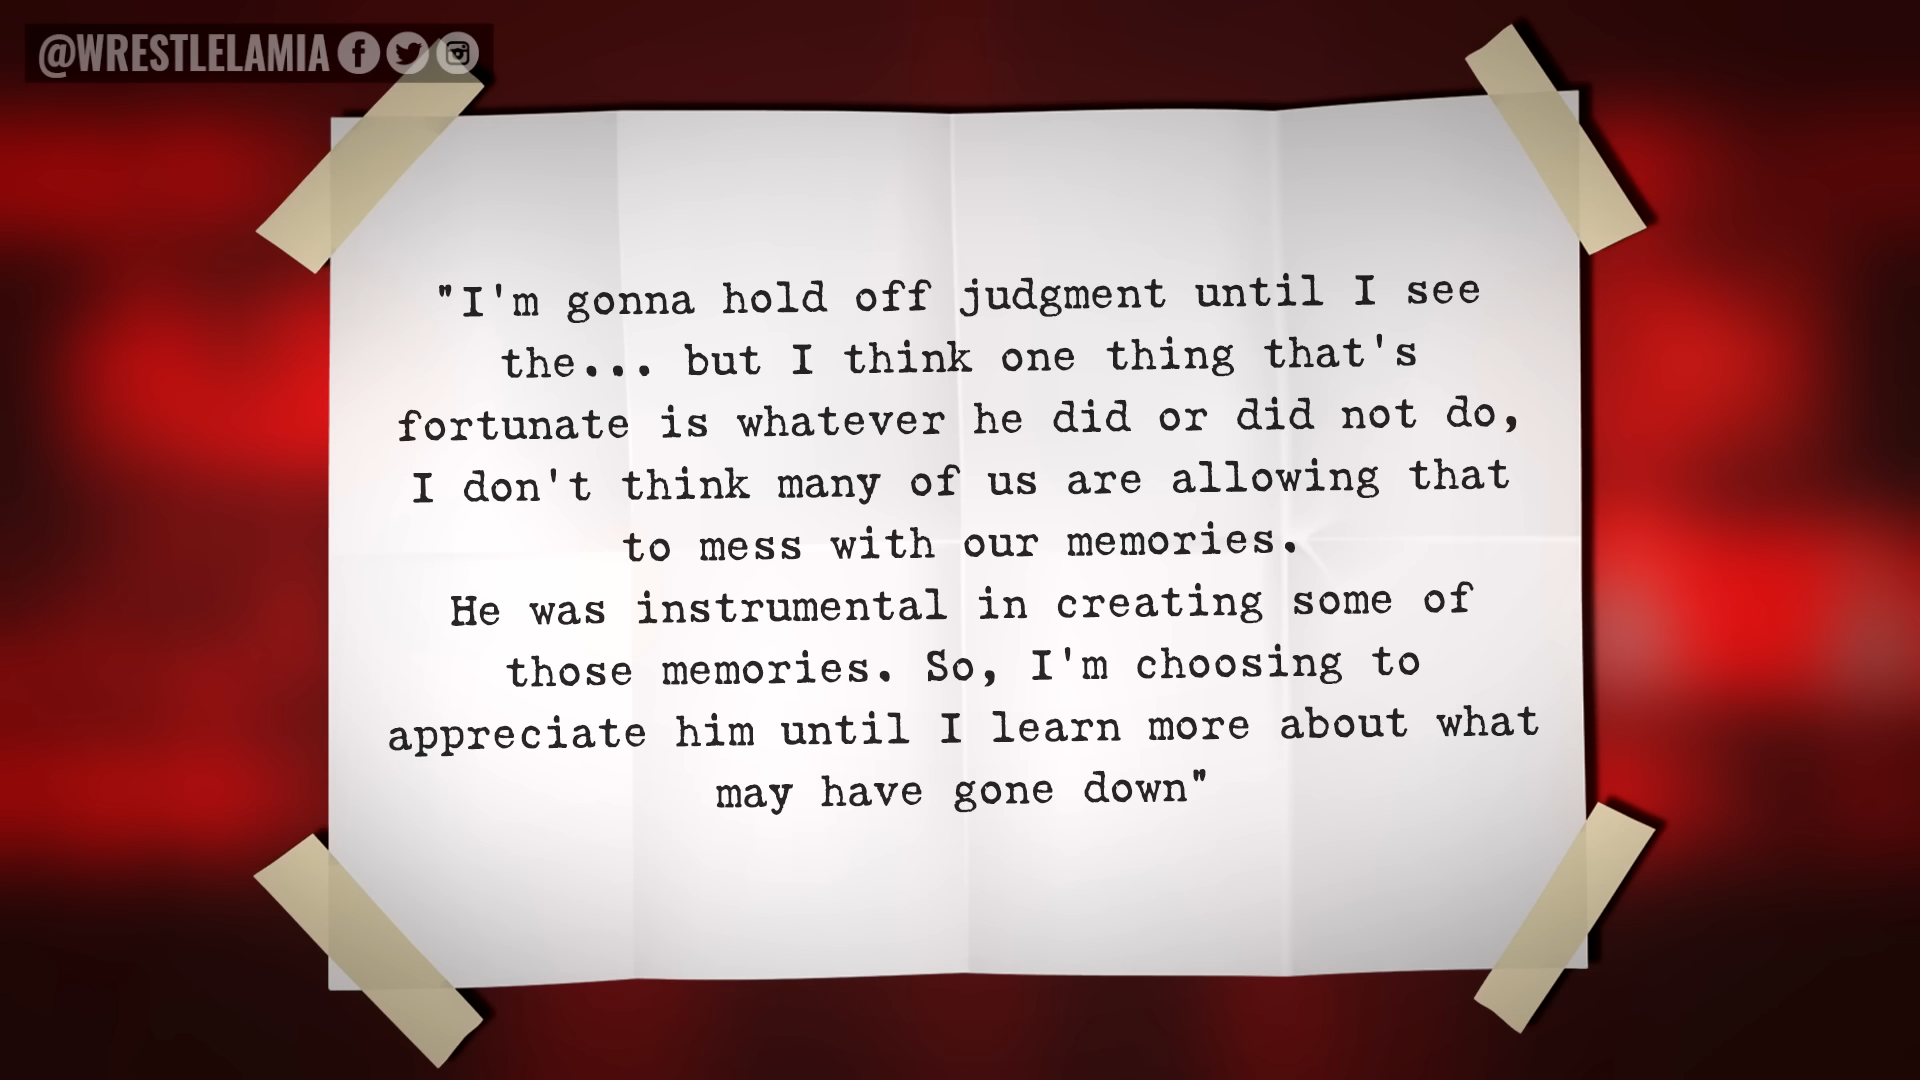 @WRESTLELAMIA
"I'm gonna hold off judgment until I see
the... but I think one thing that's
fortunate is whatever he did or did not do,
I don't think many of us are allowing that
to mess with our memories.
He was instrumental in creating some of
those memories. So, I'm choosing to
appreciate him until I learn more about what
may have gone down"